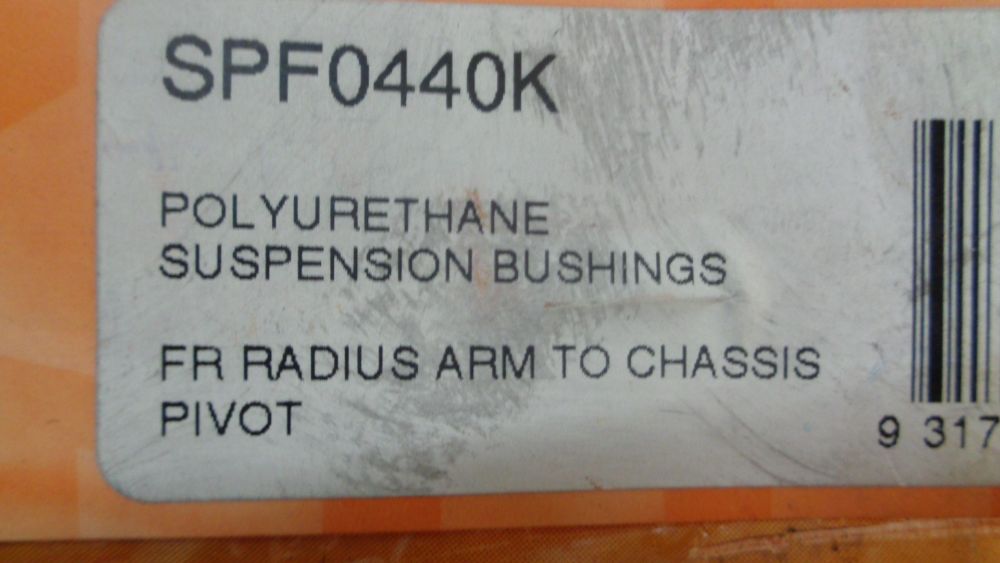 SPF0440K
POLYURETHANE
SUSPENSION BUSHINGS
FR RADIUS ARM TO CHASSIS
PIVOT
9 317